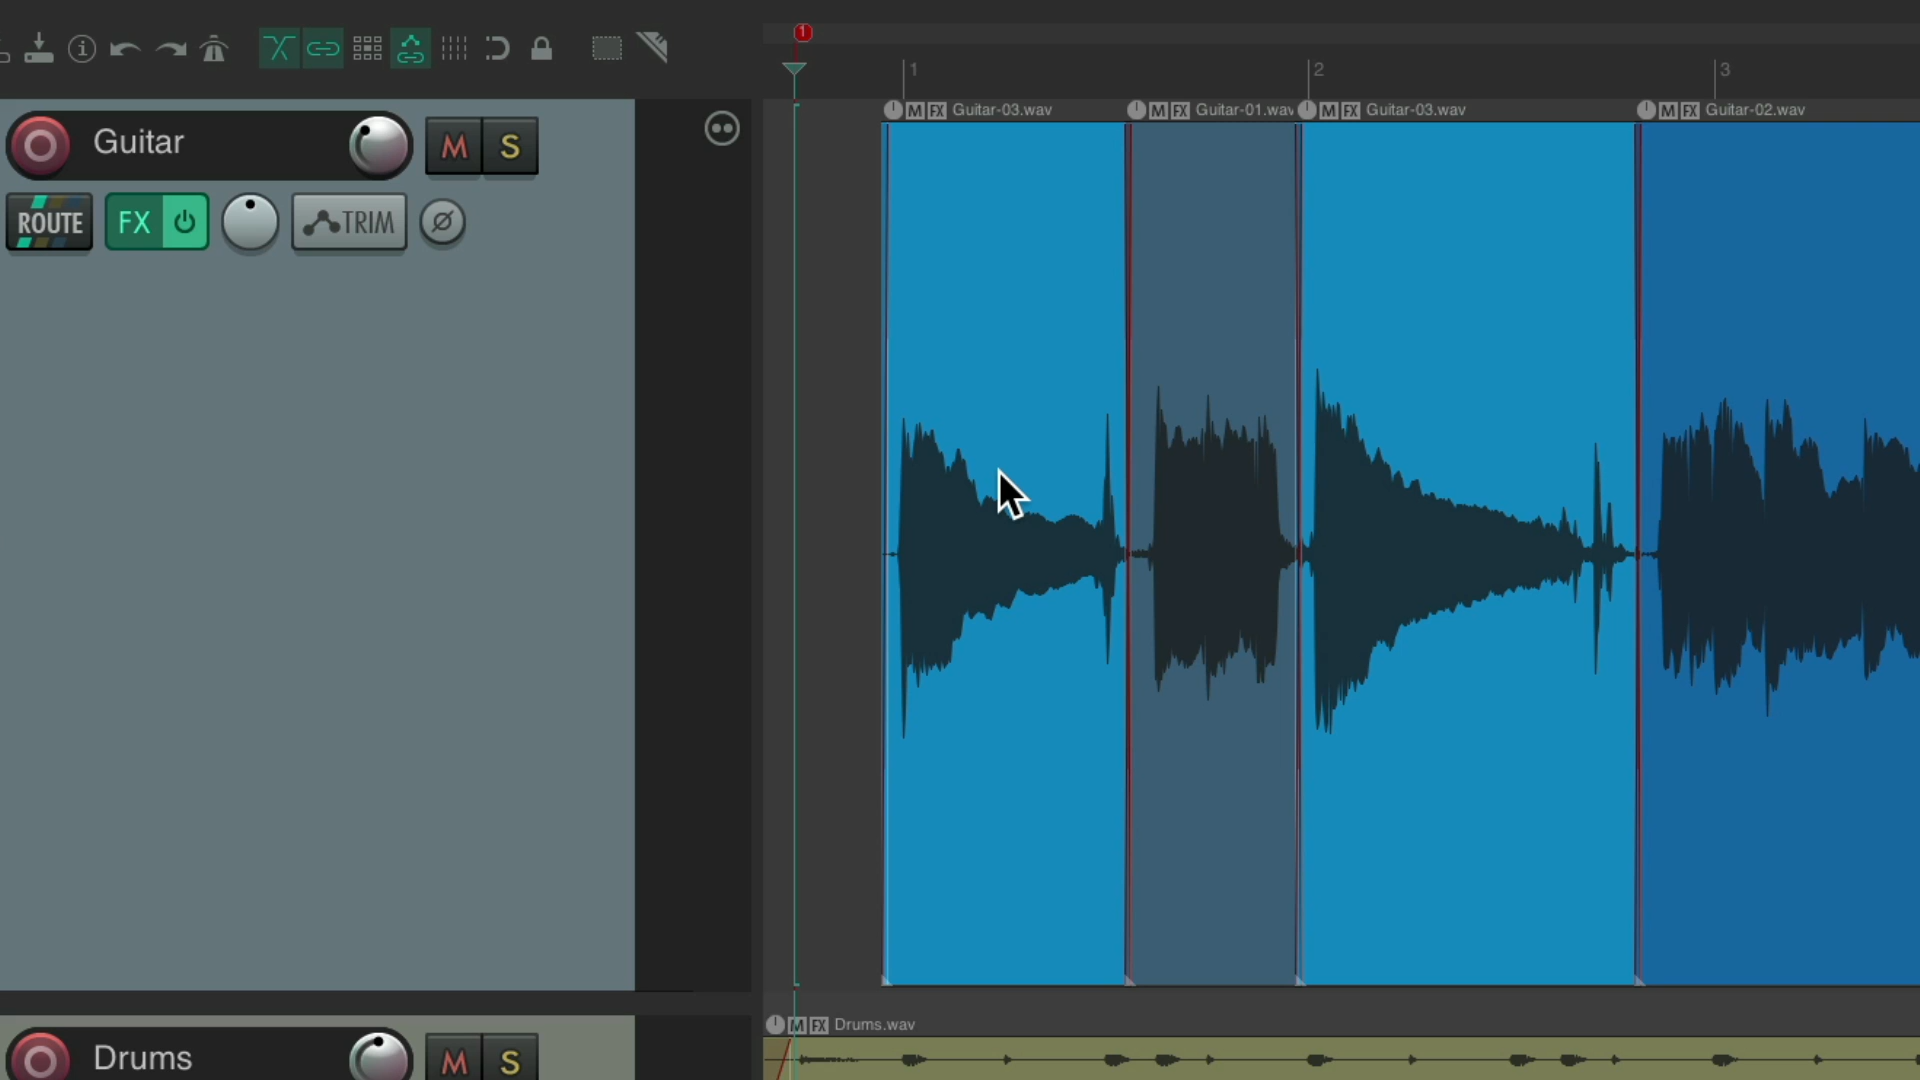 1
1 2 3
M FX Guitar-03.wav M FX Guitar-01.wav M FX Guitar-03.wav M FX Guitar-02.wav
Guitar M S
ROUTE FX TRIM
M FX Drums.wav
Drums M S